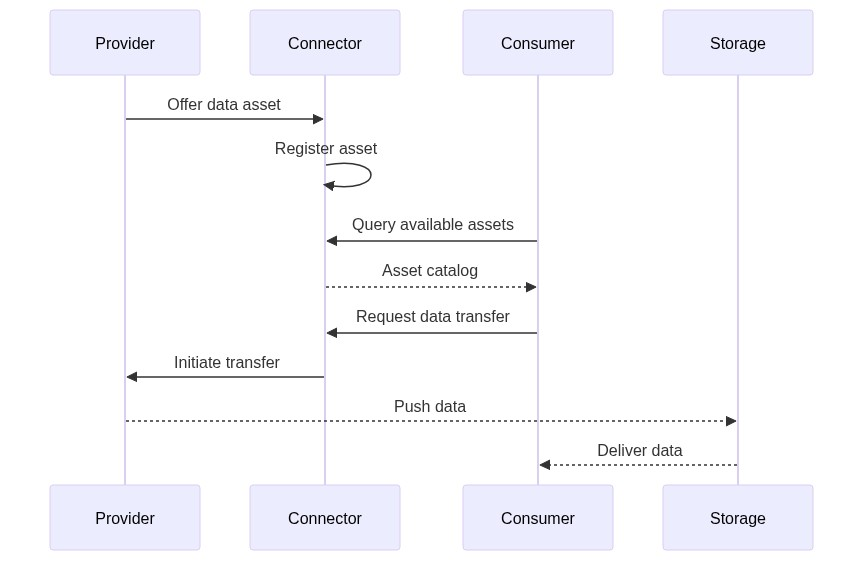 Provider
Connector
Consumer
Storage
Offer data asset
Register asset
Query available assets
Asset catalog
Request data transfer
Initiate transfer
Push data
Deliver data
Provider
Connector
Consumer
Storage